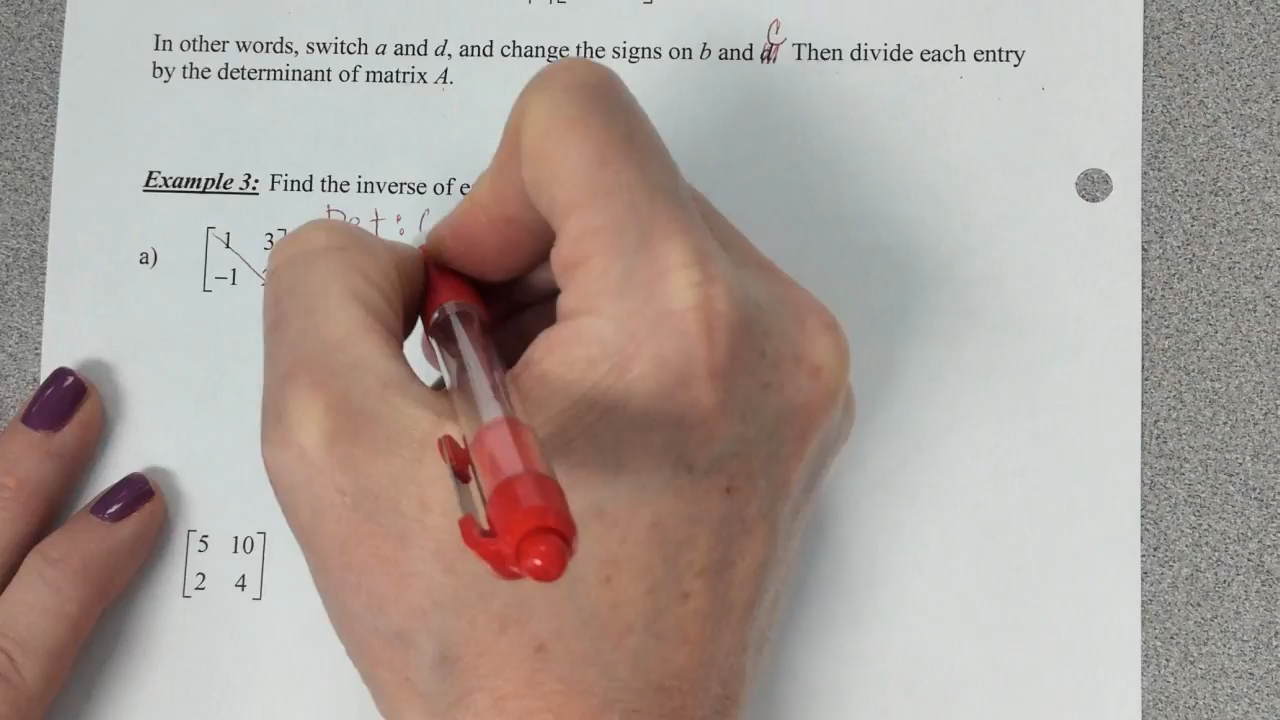 In other words, switch a and d, and change the signs on b and c Then divide each entry
by the determinant of matrix A.
Example 3: Find the inverse of
Det: (
a) [1 3]
[-1
[5 10]
[2 4]